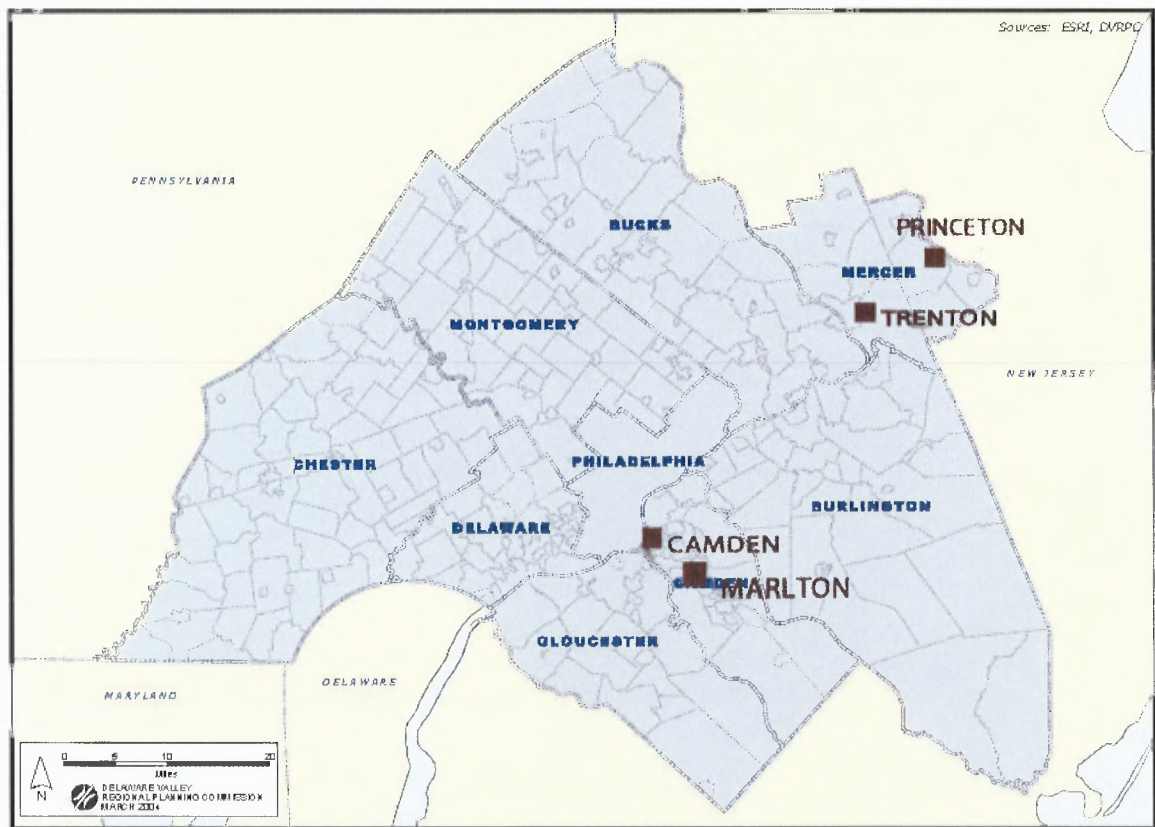 Sources: ESRI, DVRPC
PENNSYLVANIA
BUCKS
PRINCETON
MERCER
TRENTON
MONTGOMERY
NEW JERSEY
CHESTER
PHILADELPHIA
BURLINGTON
DELAWARE
CAMDEN
CAMDEN
MARLTON
GLOUCESTER
DELAWARE
MARYLAND
0 5 10 20
Miles
N
DELAWARE VALLEY
REGIONAL PLANNING COMMISSION
MARCH 2004